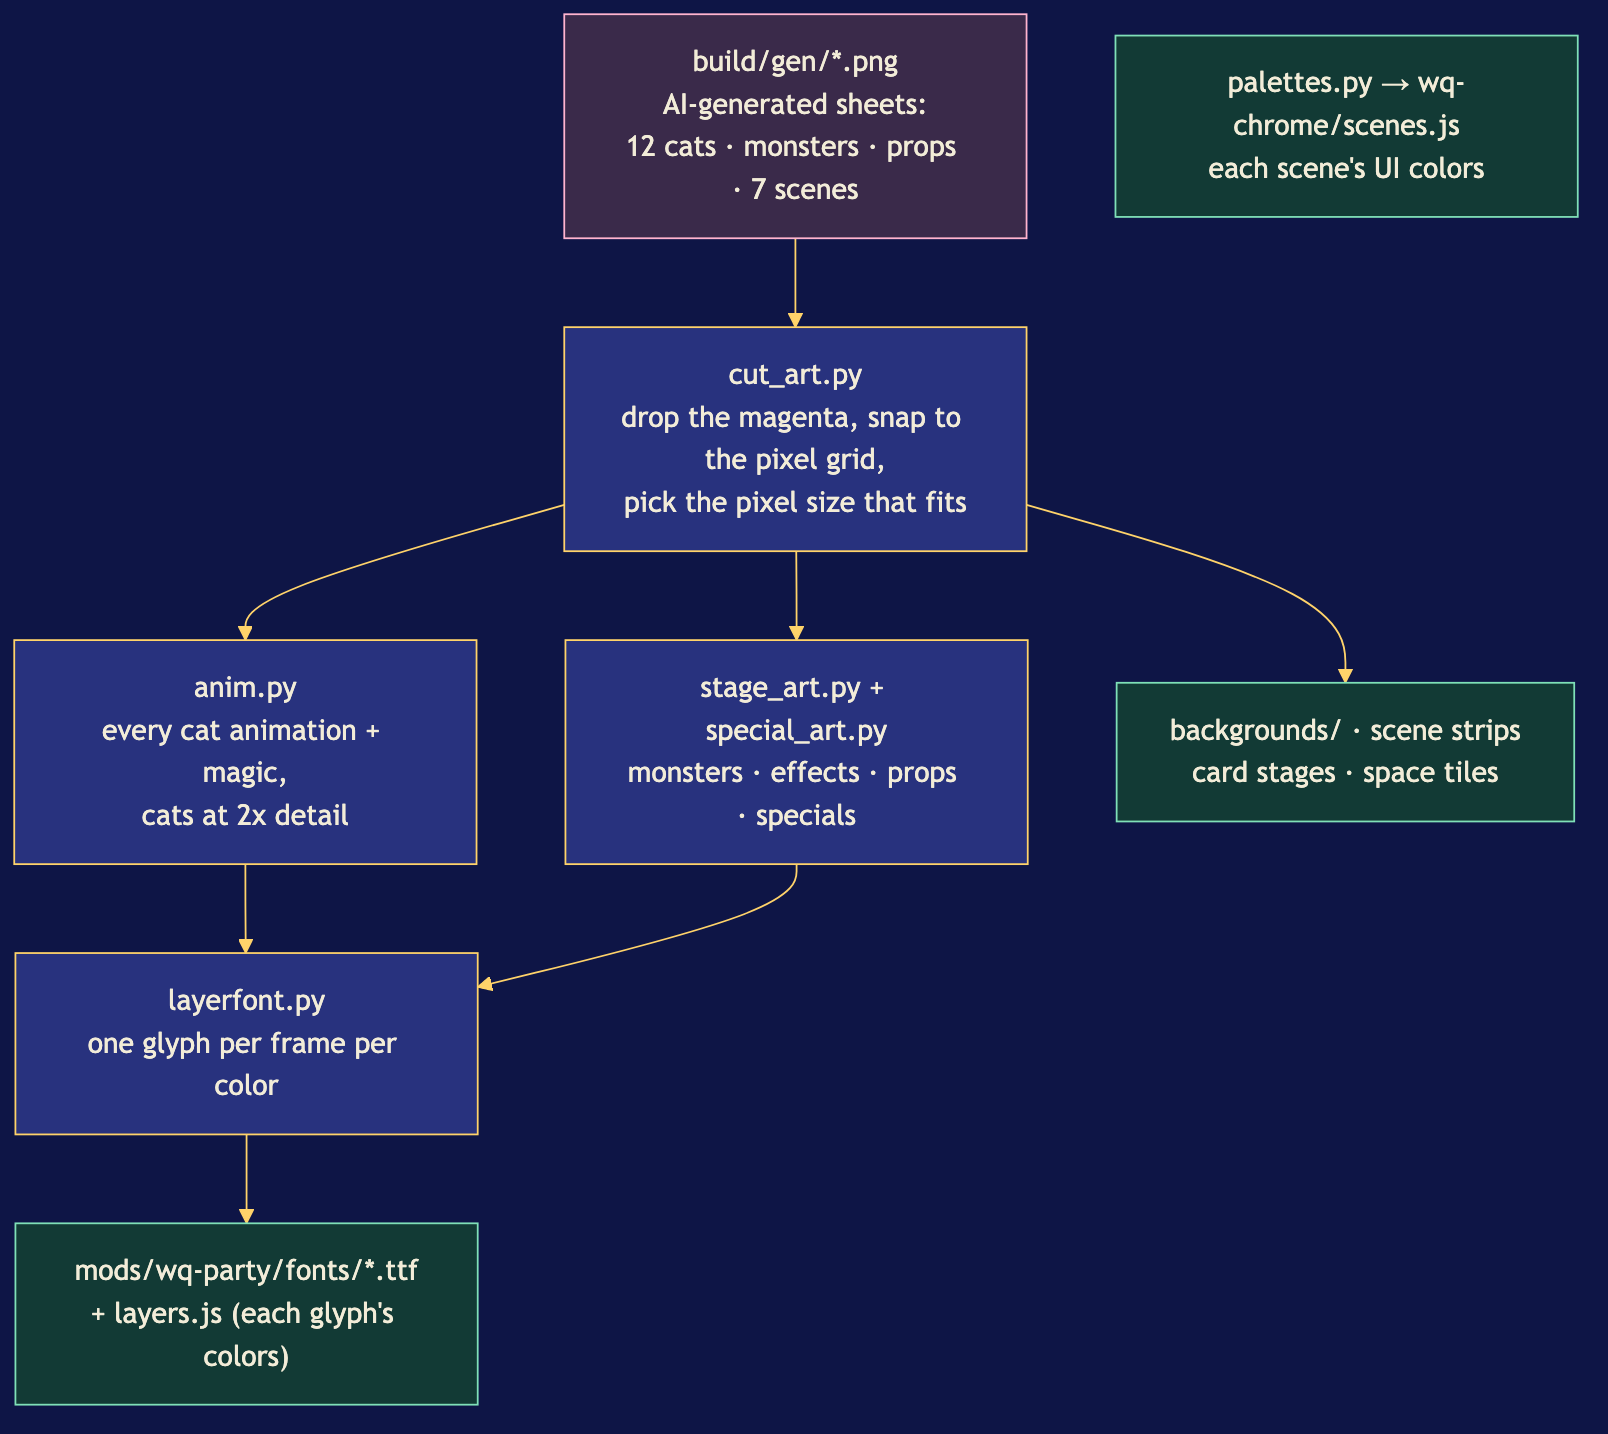 build/gen/*.png
AI-generated sheets:
12 cats · monsters · props
· 7 scenes
palettes.py → wq-
chrome/scenes.js
each scene's UI colors
cut_art.py
drop the magenta, snap to
the pixel grid,
pick the pixel size that fits
anim.py
every cat animation +
magic,
cats at 2x detail
stage_art.py +
special_art.py
monsters · effects · props
· specials
backgrounds/ · scene strips
card stages · space tiles
layerfont.py
one glyph per frame per
color
mods/wq-party/fonts/*.ttf
+ layers.js (each glyph's
colors)